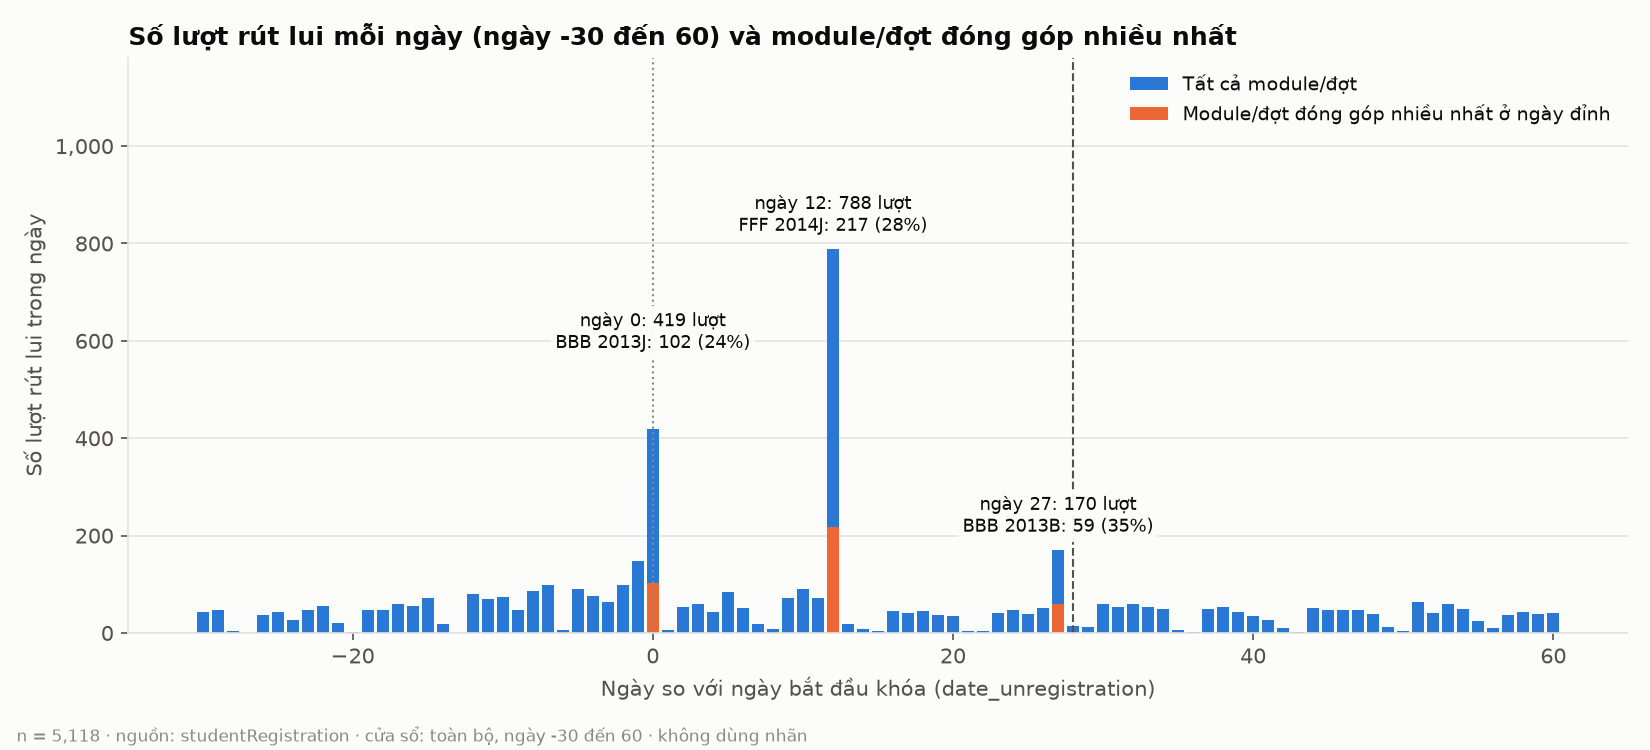 Số lượt rút lui mỗi ngày (ngày -30 đến 60) và module/đợt đóng góp nhiều nhất
Tất cả module/đợt
Module/đợt đóng góp nhiều nhất ở ngày đỉnh
Số lượt rút lui trong ngày
1,000
800
600
400
200
0
ngày 12: 788 lượt
FFF 2014J: 217 (28%)
ngày 0: 419 lượt
BBB 2013J: 102 (24%)
ngày 27: 170 lượt
BBB 2013B: 59 (35%)
−20
0
20
40
60
Ngày so với ngày bắt đầu khóa (date_unregistration)
n = 5,118 · nguồn: studentRegistration · cửa sổ: toàn bộ, ngày -30 đến 60 · không dùng nhãn